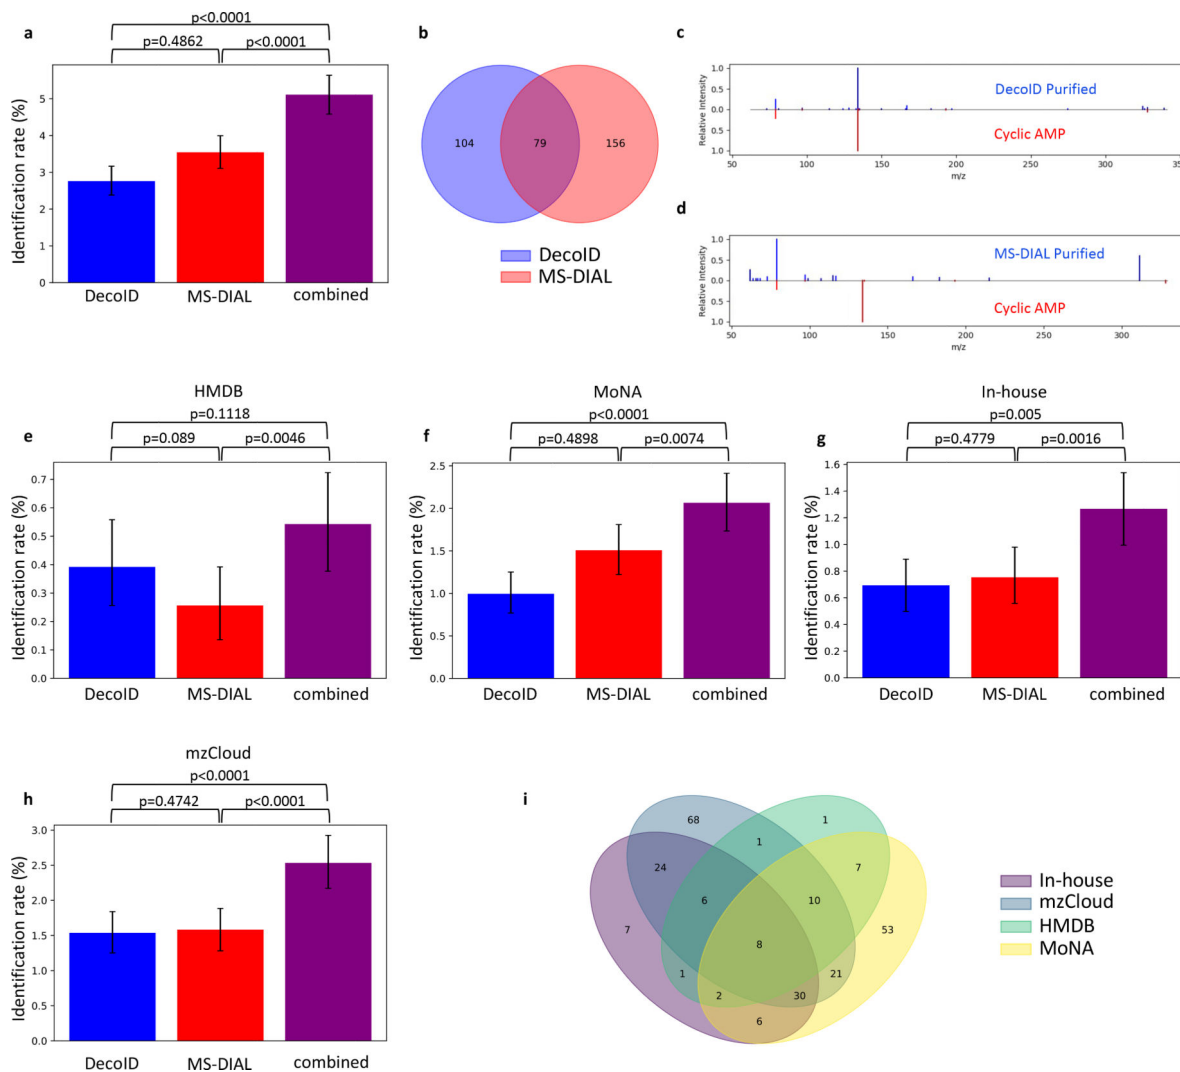 a
p<0.0001
p=0.4862
p<0.0001
Identification rate (%)
5
4
3
2
1
0
DecoID
MS-DIAL
combined
b
104
79
156
DecoID
MS-DIAL
c
Relative Intensity
1.0
0.5
0.0
0.5
1.0
DecoID Purified
Cyclic AMP
50 100 150 200 250 300
m/z
d
Relative Intensity
1.0
0.5
0.0
0.5
1.0
MS-DIAL Purified
Cyclic AMP
50 100 150 200 250 300
m/z
HMDB
p=0.1118
e
p=0.089
p=0.0046
Identification rate (%)
0.7
0.6
0.5
0.4
0.3
0.2
0.1
0.0
DecoID
MS-DIAL
combined
MoNA
p<0.0001
f
p=0.4898
p=0.0074
Identification rate (%)
2.5
2.0
1.5
1.0
0.5
0.0
DecoID
MS-DIAL
combined
In-house
p=0.005
g
p=0.4779
p=0.0016
Identification rate (%)
1.6
1.4
1.2
1.0
0.8
0.6
0.4
0.2
0.0
DecoID
MS-DIAL
combined
mzCloud
p<0.0001
h
p=0.4742
p<0.0001
Identification rate (%)
3.0
2.5
2.0
1.5
1.0
0.5
0.0
DecoID
MS-DIAL
combined
i
68
1
1
24
7
6
10
7
53
8
1
21
2
30
6
In-house
mzCloud
HMDB
MoNA